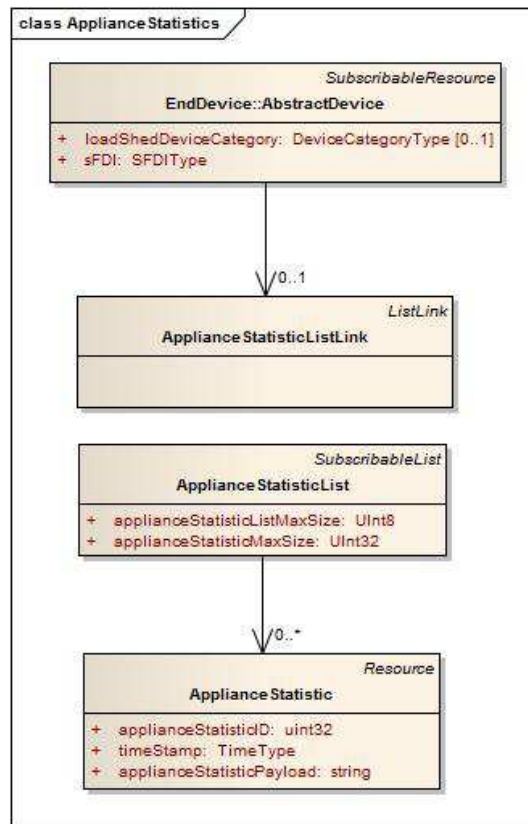 class ApplianceStatistics
SubscribableResource
EndDevice::AbstractDevice
+ loadShedDeviceCategory: DeviceCategoryType [0..1]
+ sFDI: SFDIType
0..1
ListLink
ApplianceStatisticListLink
SubscribableList
ApplianceStatisticList
+ applianceStatisticListMaxSize: UInt8
+ applianceStatisticMaxSize: UInt32
0..*
Resource
ApplianceStatistic
+ applianceStatisticID: uint32
+ timeStamp: TimeType
+ applianceStatisticPayload: string